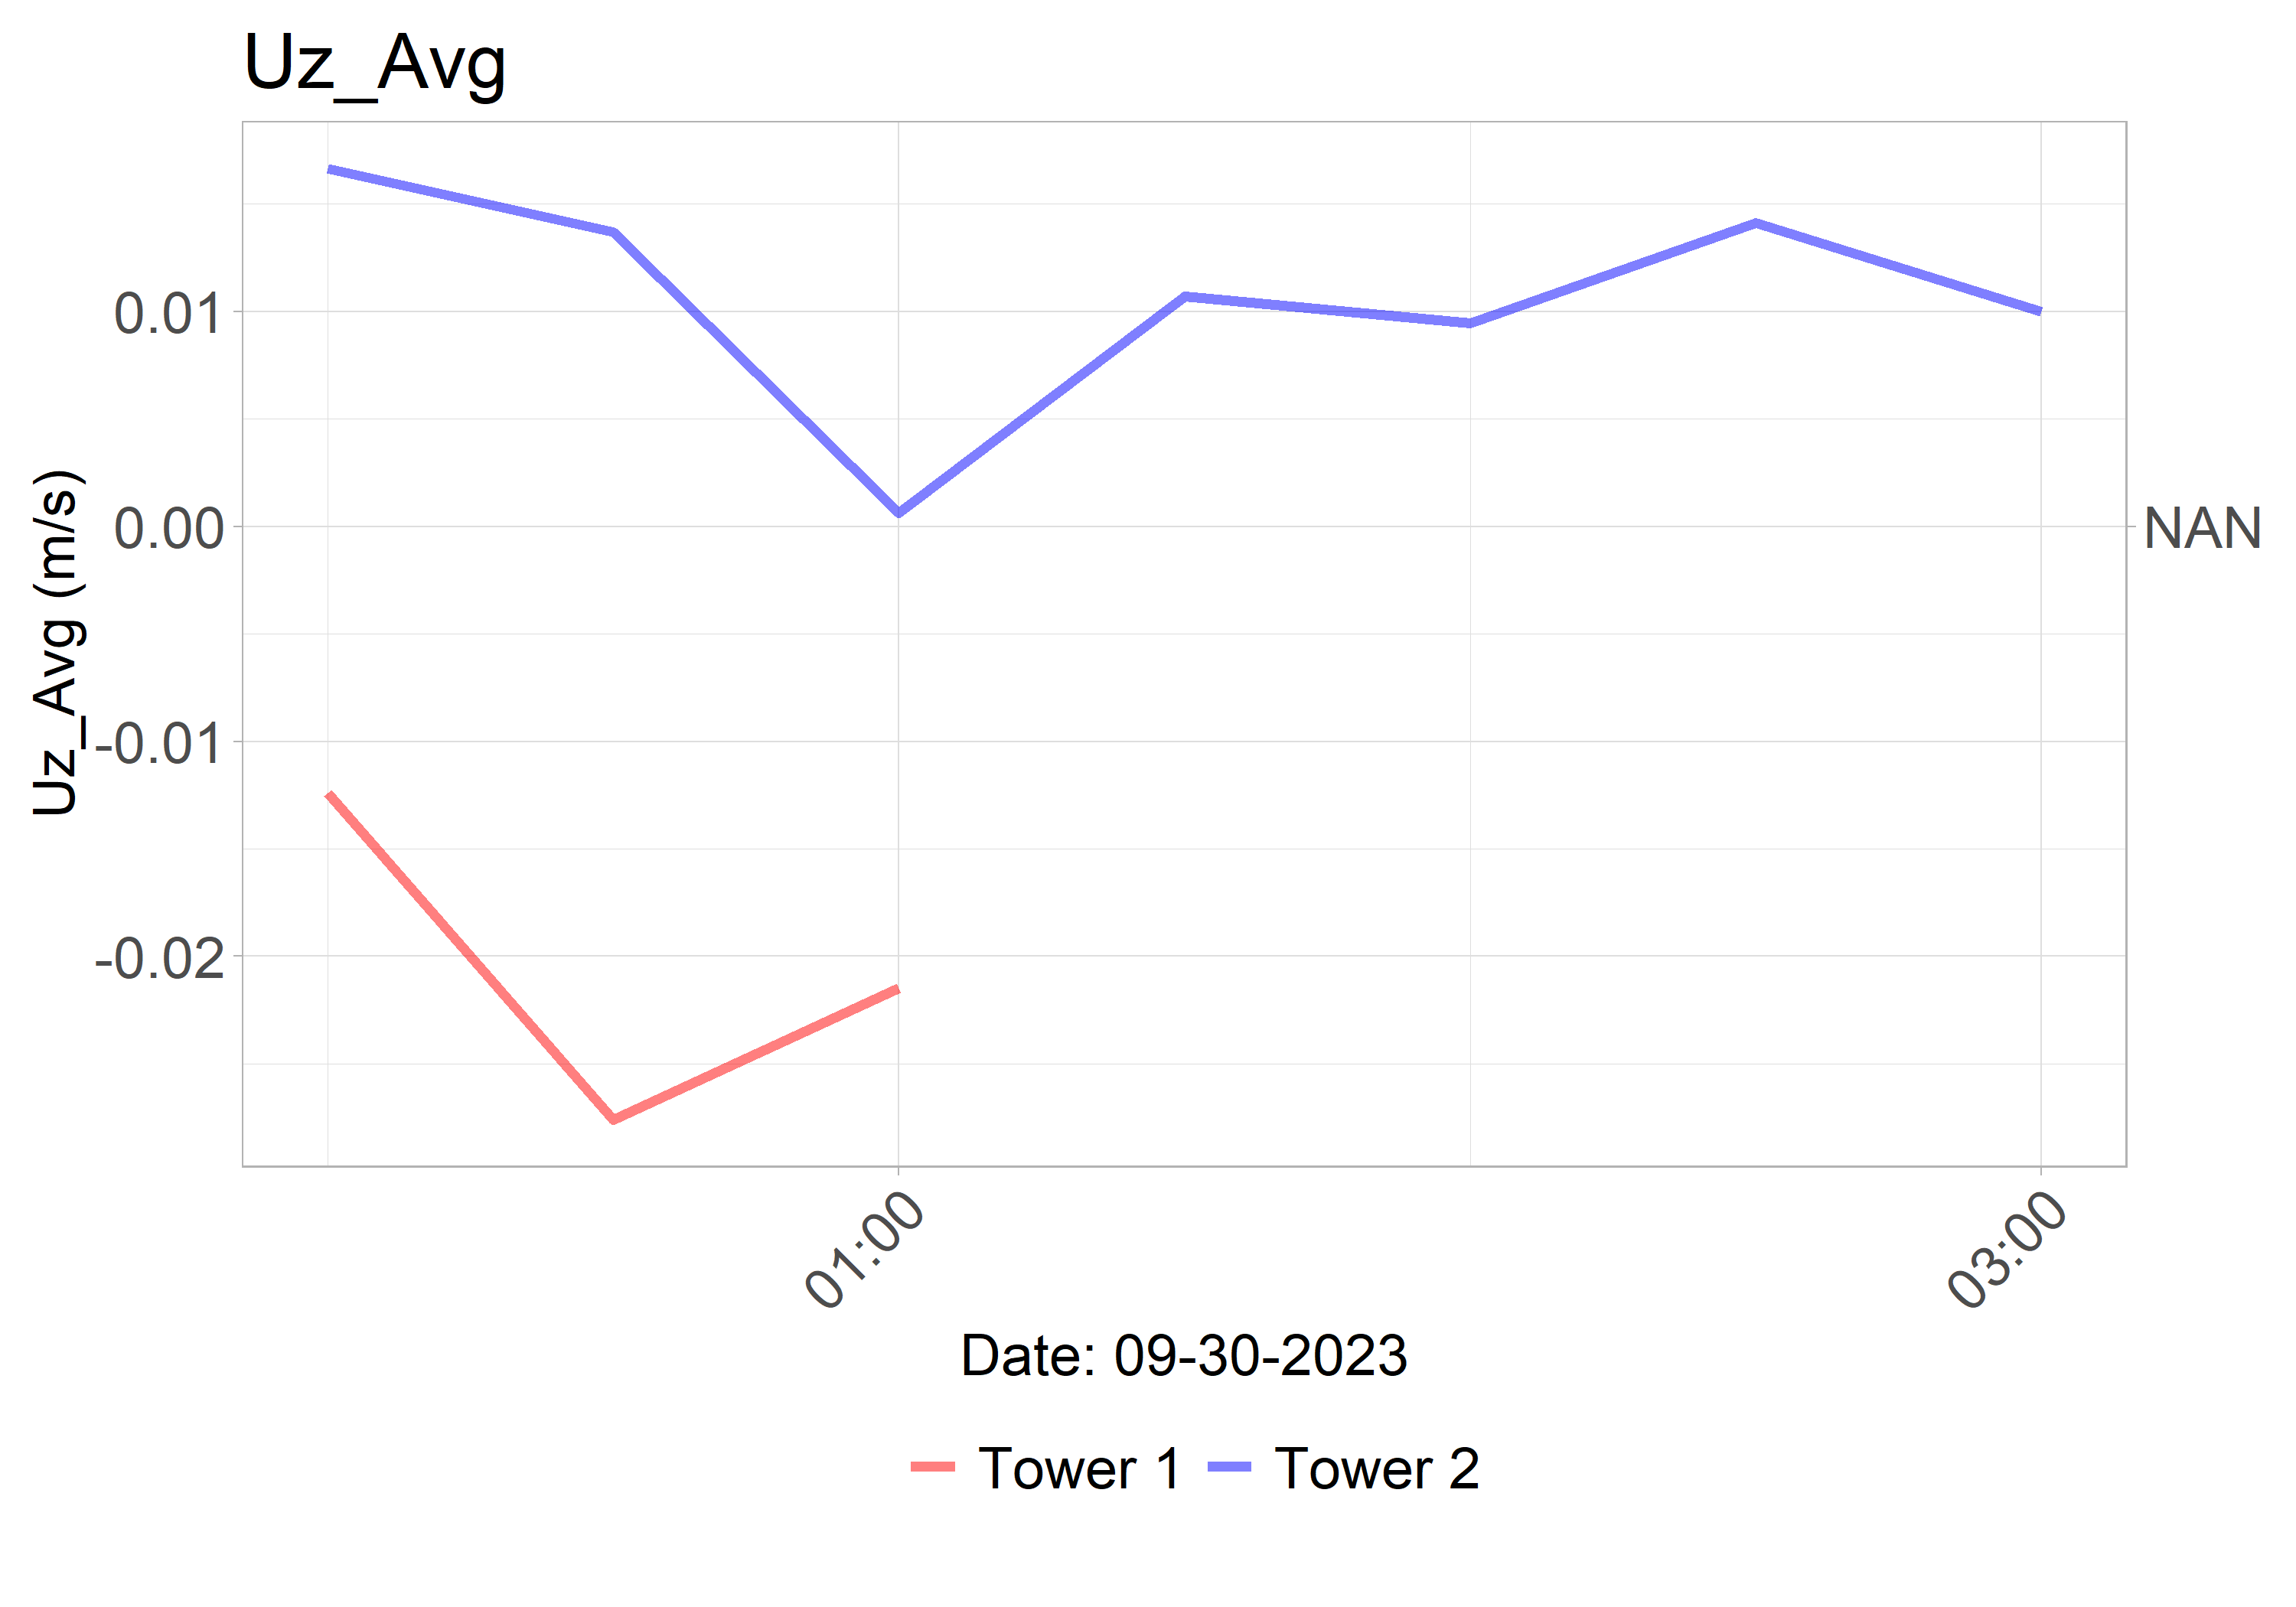 Uz_Avg
Uz_Avg (m/s)
0.01
0.00
-0.01
-0.02
NAN
01:00
03:00
Date: 09-30-2023
Tower 1
Tower 2